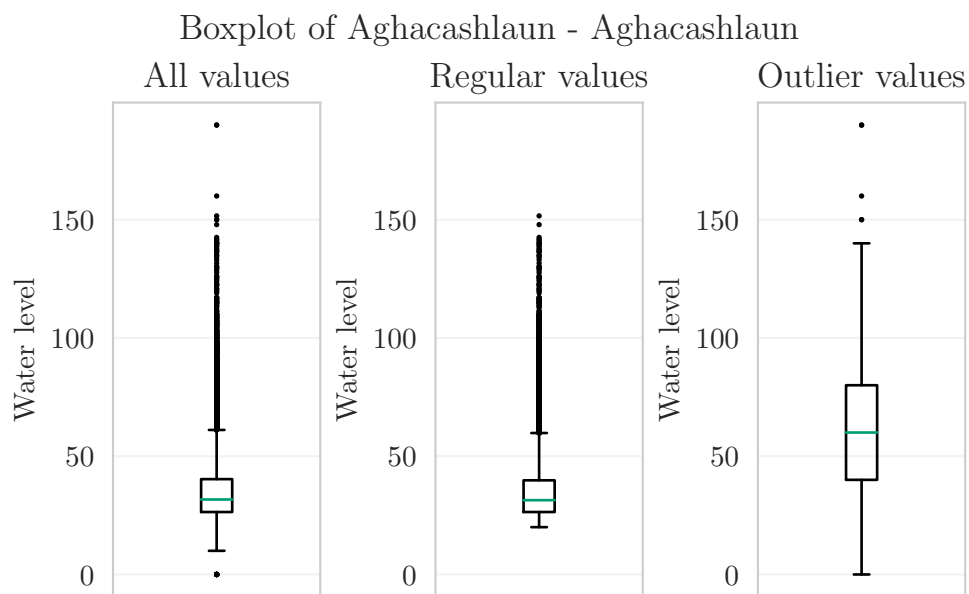 Boxplot of Aghacashlaun - Aghacashlaun
All values
Regular values
Outlier values
Water level
150
100
50
0
Water level
150
100
50
0
Water level
150
100
50
0